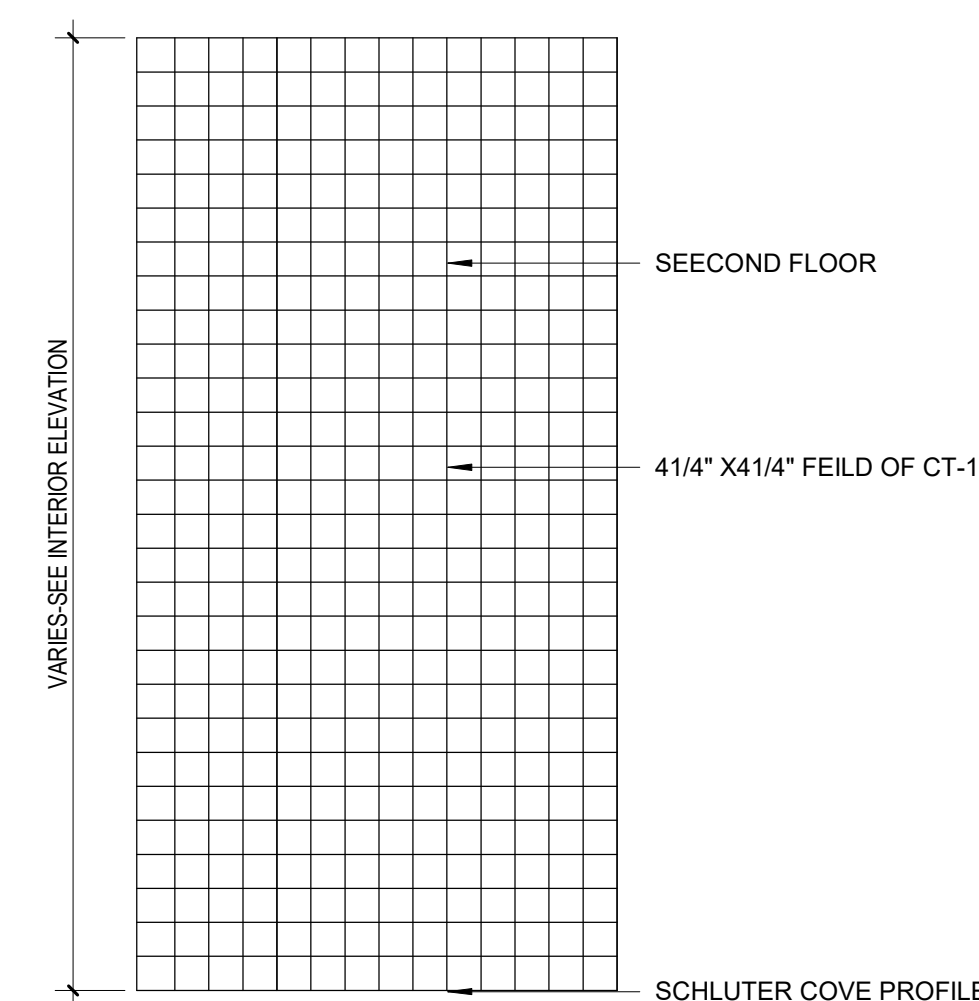 SEECOND FLOOR
VARIES-SEE INTERIOR ELEVATION
41/4" X41/4" FEILD OF CT-1
SCHLUTER COVE PROFILE